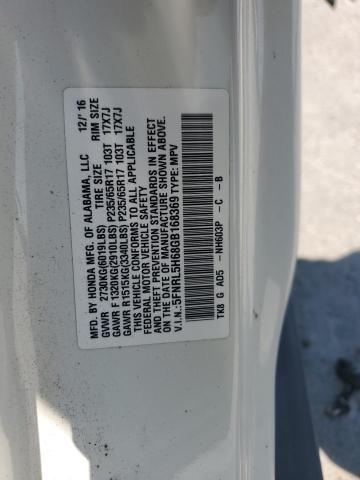 MFD. BY HONDA MFG. OF ALABAMA, LLC 12/'16
GVWR 2730KG(6019LBS) TIRE SIZE RIM SIZE
GAWR F1320KG(2910LBS) P235/65R17 103T 17X7J
GAWR R1515KG(3340LBS) P235/65R17 103T 17X7J
THIS VEHICLE CONFORMS TO ALL APPLICABLE
FEDERAL MOTOR VEHICLE SAFETY, BUMPER,
AND THEFT PREVENTION STANDARDS IN EFFECT
ON THE DATE OF MANUFACTURE SHOWN ABOVE.
V.I.N.:5FNRL5H68GB168369 TYPE: MPV
TK8 G AD5 - NH603P - C - B